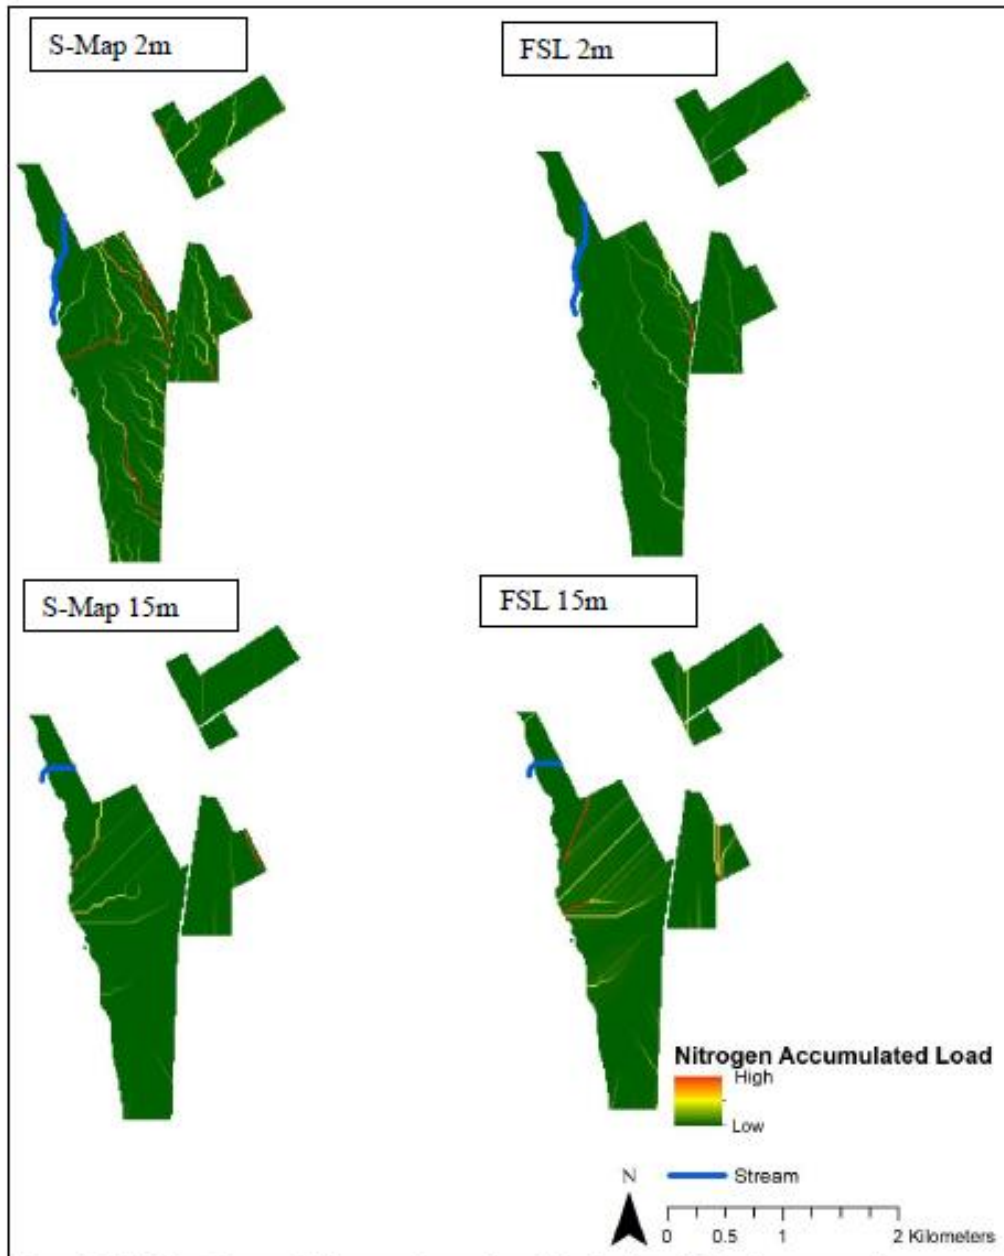 S-Map 2m
FSL 2m
S-Map 15m
FSL 15m
Nitrogen Accumulated Load
High
Low
Stream
N
0 0.5 1 2 Kilometers